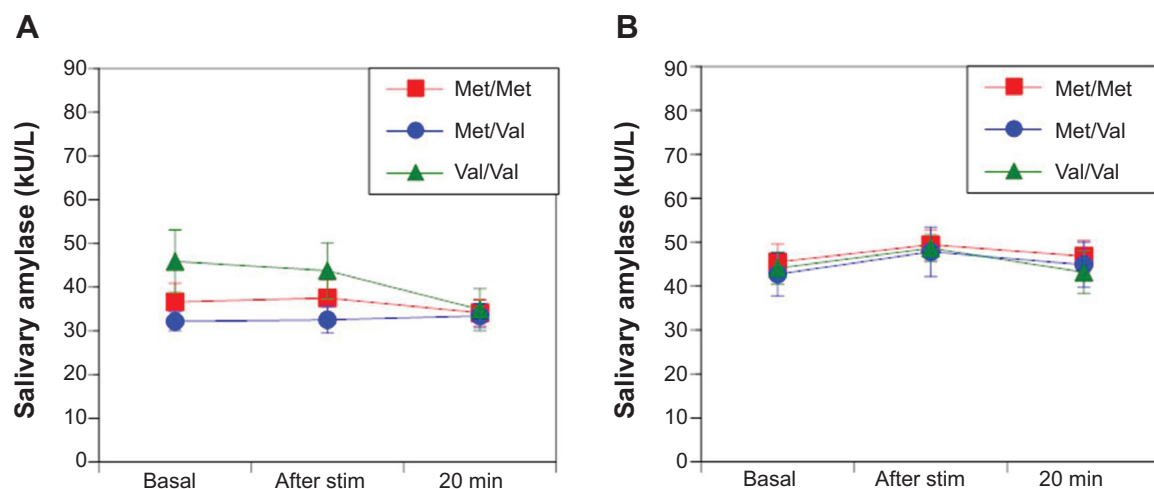 A
Salivary amylase (kU/L)
90
80
70
60
50
40
30
20
10
0
Met/Met
Met/Val
Val/Val
Basal
After stim
20 min
B
Salivary amylase (kU/L)
90
80
70
60
50
40
30
20
10
0
Met/Met
Met/Val
Val/Val
Basal
After stim
20 min